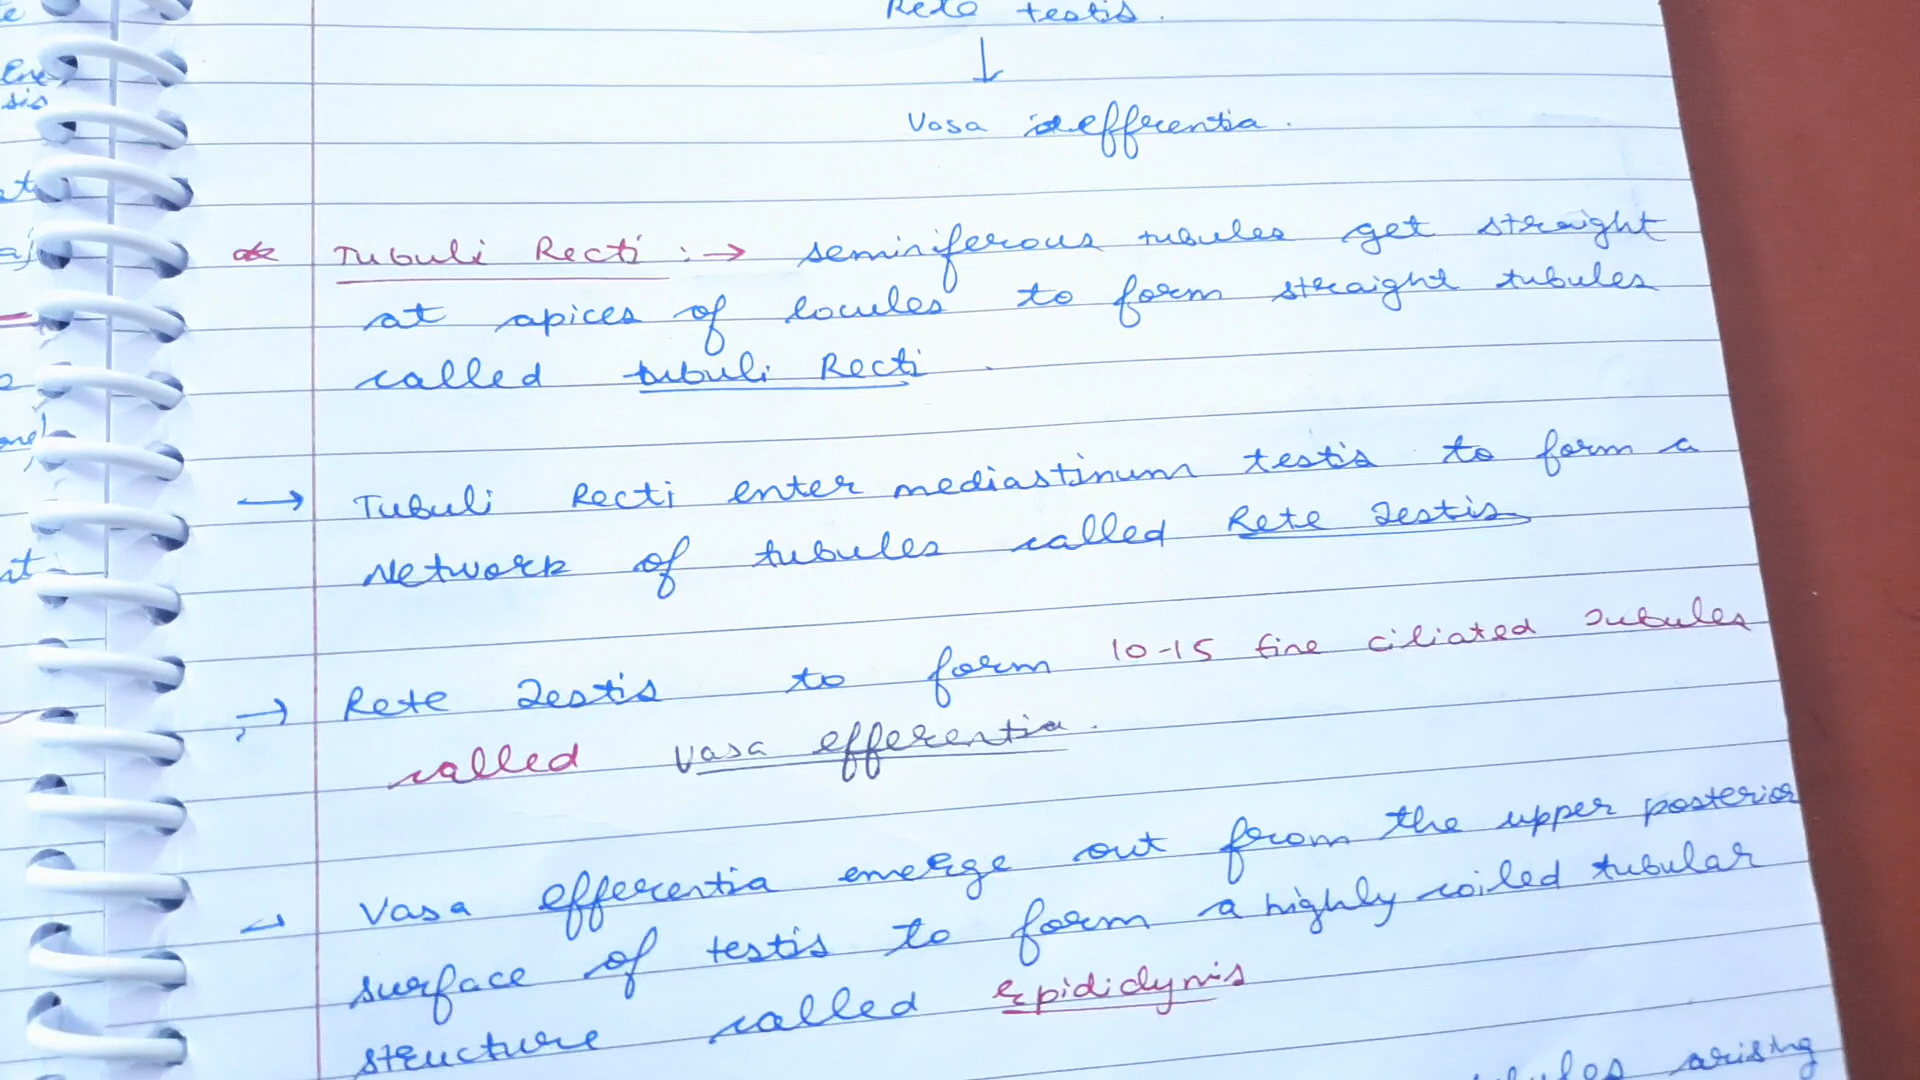 Rete testis.
↓
Vasa efferentia.
* Tubuli Recti :→ seminiferous tubules get straight
at apices of locules to form straight tubules
called tubuli Recti.
→ Tubuli Recti enter mediastinum testis to form a
Network of tubules called Rete Testis
→ Rete Testis to form 10-15 fine ciliated Tubules
called vasa efferentia.
→ Vasa efferentia emerge out from the upper posterior
surface of testis to form a highly coiled tubular
structure called Epididymis
arising